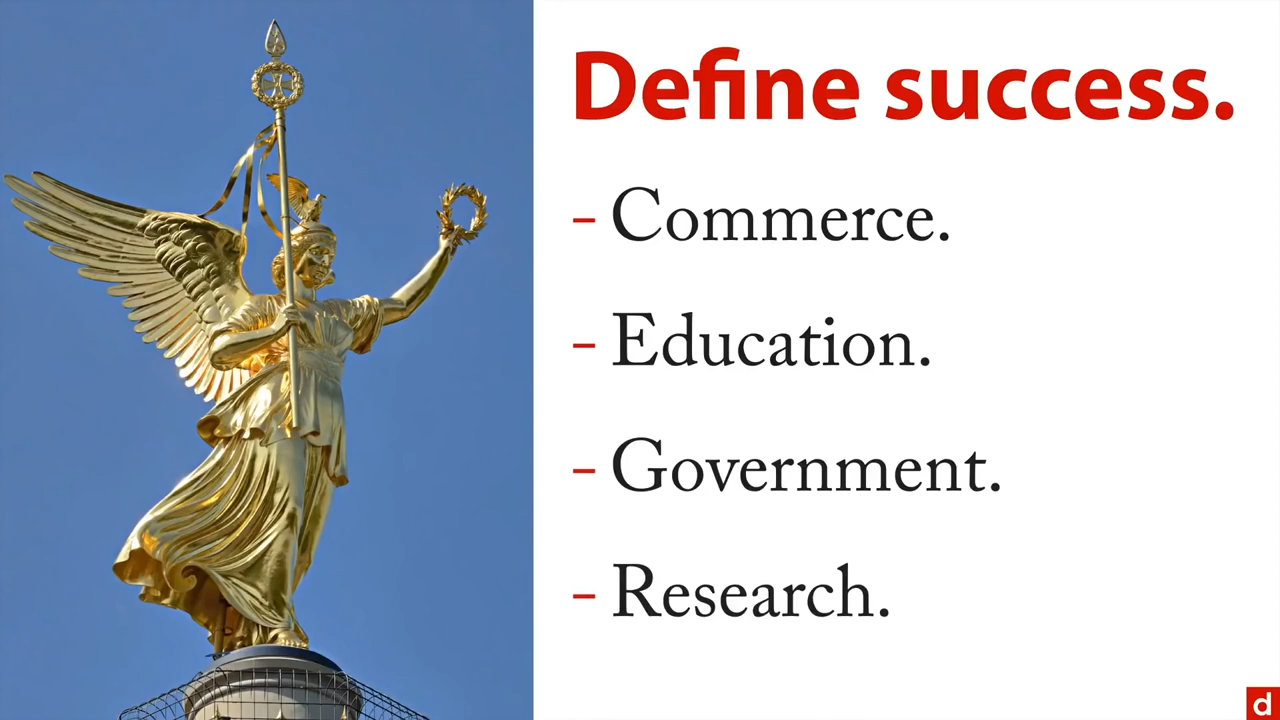 Define success.
– Commerce.
– Education.
– Government.
– Research.
d